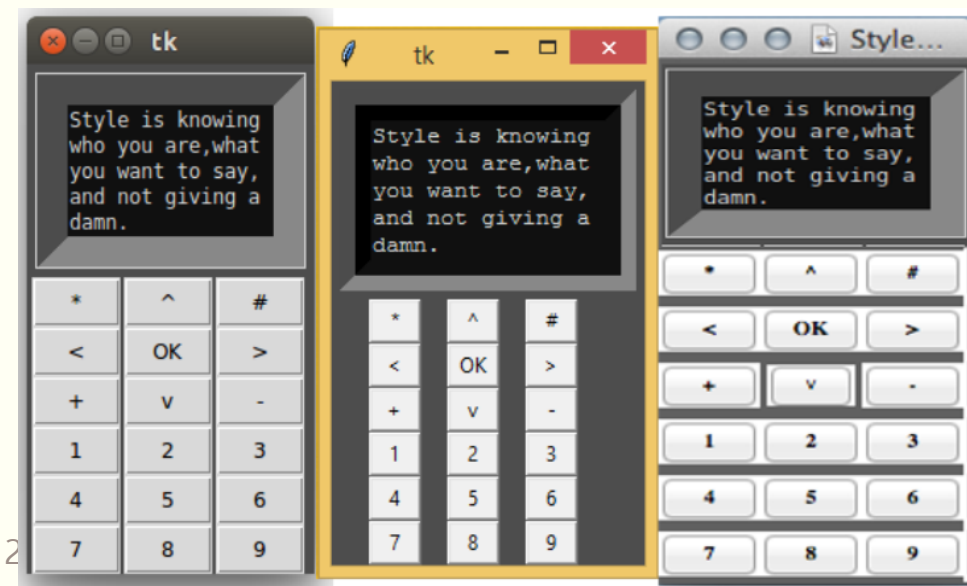 tk
Style is knowing
who you are,what
you want to say,
and not giving a
damn.
* ^ #
< OK >
+ v -
1 2 3
4 5 6
7 8 9
tk
Style is knowing
who you are,what
you want to say,
and not giving a
damn.
* ^ #
< OK >
+ v -
1 2 3
4 5 6
7 8 9
Style...
Style is knowing
who you are,what
you want to say,
and not giving a
damn.
* ^ #
< OK >
+ v -
1 2 3
4 5 6
7 8 9
2